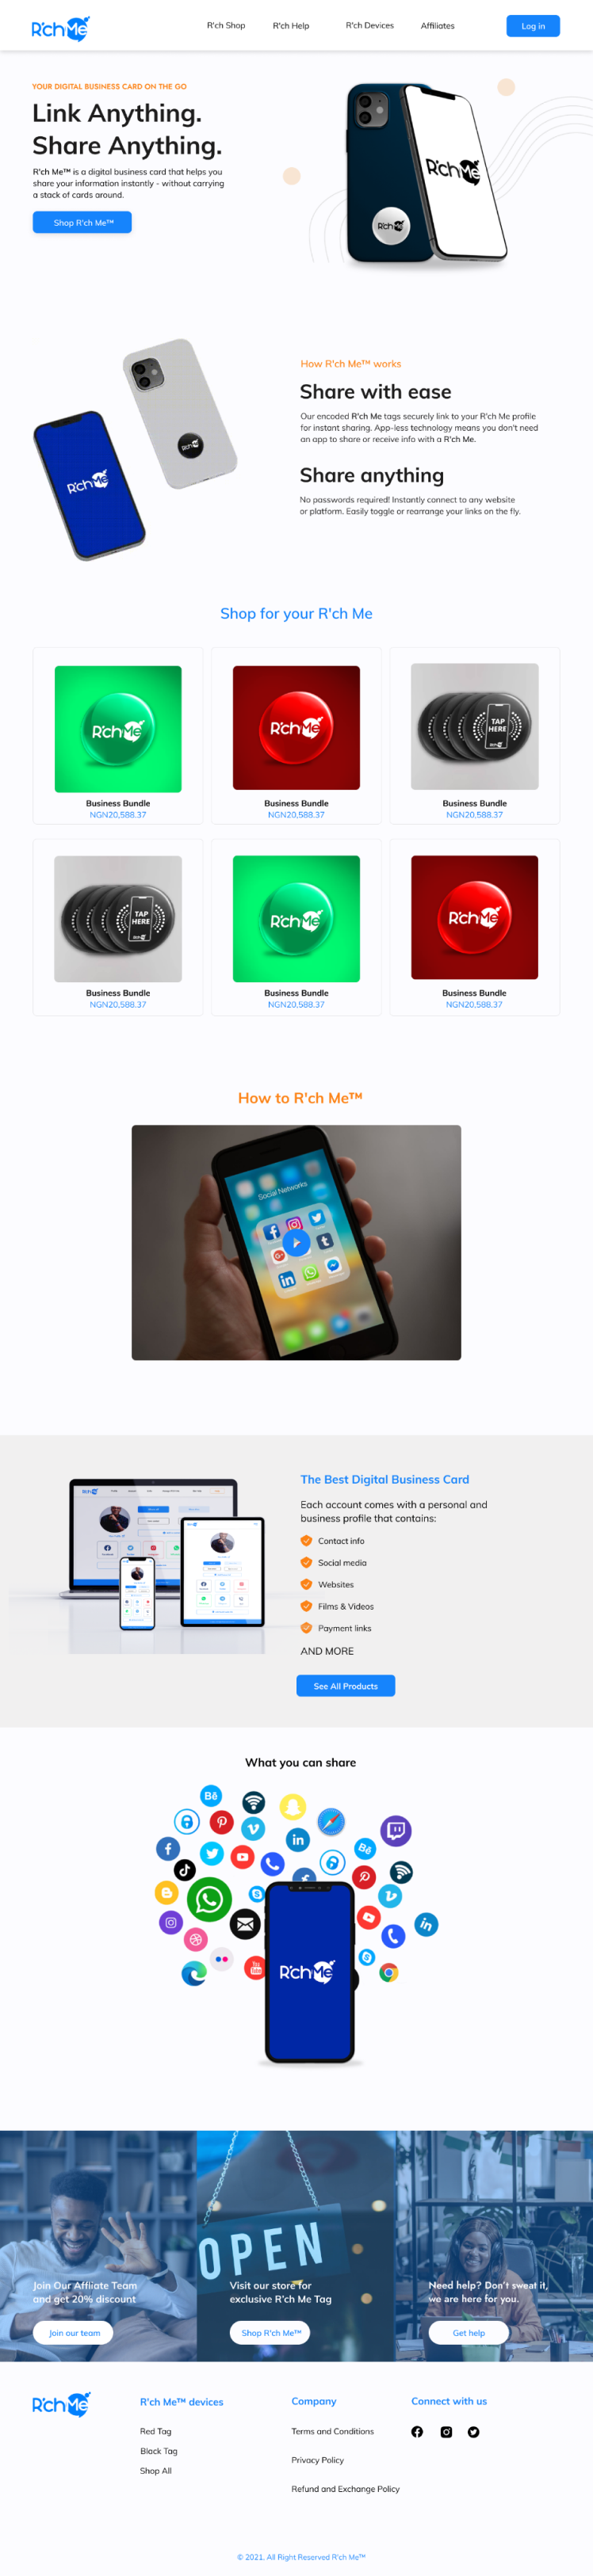 R'ch Me
R'ch Shop
R'ch Help
R'ch Devices
Affiliates
Log in
YOUR DIGITAL BUSINESS CARD ON THE GO
Link Anything.
Share Anything.
R'ch Me™ is a digital business card that helps you
share your information instantly - without carrying
a stack of cards around.
Shop R'ch Me™
R'ch Me
R'ch Me
How R'ch Me™ works
Share with ease
Our encoded R'ch Me tags securely link to your R'ch Me profile
for instant sharing. App-less technology means you don't need
an app to share or receive info with a R'ch Me.
R'ch Me
R'ch Me
Share anything
No passwords required! Instantly connect to any website
or platform. Easily toggle or rearrange your links on the fly.
Shop for your R'ch Me
R'ch Me
Business Bundle
NGN20,588.37
R'ch Me
Business Bundle
NGN20,588.37
TAP
HERE
R'ch Me
Business Bundle
NGN20,588.37
TAP
HERE
R'ch Me
Business Bundle
NGN20,588.37
R'ch Me
Business Bundle
NGN20,588.37
R'ch Me
Business Bundle
NGN20,588.37
How to R'ch Me™
Social Networks
The Best Digital Business Card
Each account comes with a personal and
business profile that contains:
Contact info
Social media
Websites
Films & Videos
Payment links
AND MORE
See All Products
What you can share
R'ch Me
OPEN
Join Our Affliate Team
and get 20% discount
Join our team
Visit our store for
exclusive R'ch Me Tag
Shop R'ch Me™
Need help? Don't sweat it,
we are here for you.
Get help
R'ch Me
R'ch Me™ devices
Red Tag
Black Tag
Shop All
Company
Terms and Conditions
Privacy Policy
Refund and Exchange Policy
Connect with us
© 2021. All Right Reserved R'ch Me™